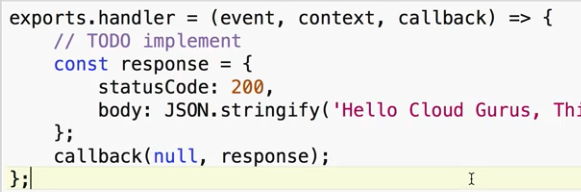 exports.handler = (event, context, callback) => {
    // TODO implement
    const response = {
        statusCode: 200,
        body: JSON.stringify('Hello Cloud Gurus,
    };
    callback(null, response);
};